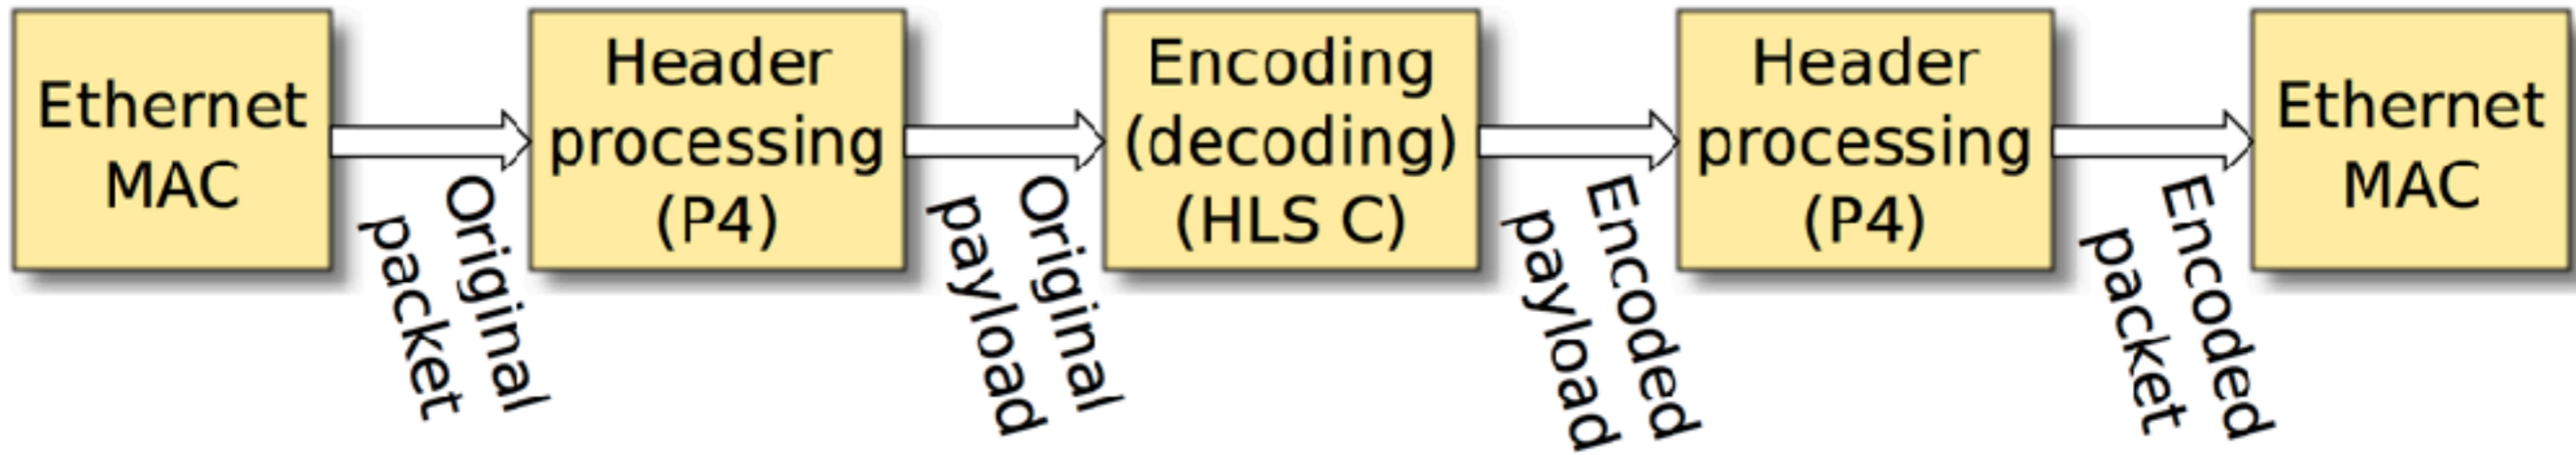 Ethernet
MAC
Original
packet
Header
processing
(P4)
Original
payload
Encoding
(decoding)
(HLS C)
Encoded
payload
Header
processing
(P4)
Encoded
packet
Ethernet
MAC